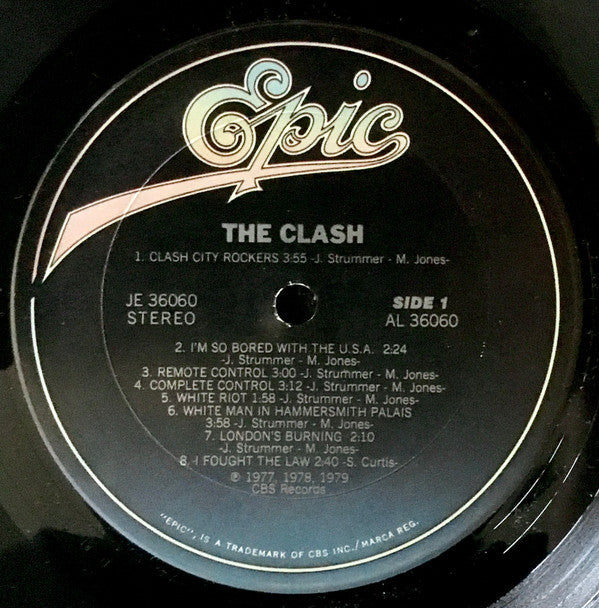 Epic
THE CLASH
1. CLASH CITY ROCKERS 3:55 -J. Strummer - M. Jones-
JE 36060
STEREO
SIDE 1
AL 36060
2. I'M SO BORED WITH THE U.S.A. 2:24
-J. Strummer - M. Jones-
3. REMOTE CONTROL 3:00 -J. Strummer - M. Jones-
4. COMPLETE CONTROL 3:12 -J. Strummer - M. Jones-
5. WHITE RIOT 1:58 -J. Strummer - M. Jones-
6. WHITE MAN IN HAMMERSMITH PALAIS
3:58 -J. Strummer - M. Jones-
7. LONDON'S BURNING 2:10
-J. Strummer - M. Jones-
8. I FOUGHT THE LAW 2:40 -S. Curtis-
℗ 1977, 1978, 1979
CBS Records
"EPIC", IS A TRADEMARK OF CBS INC./MARCA REG.